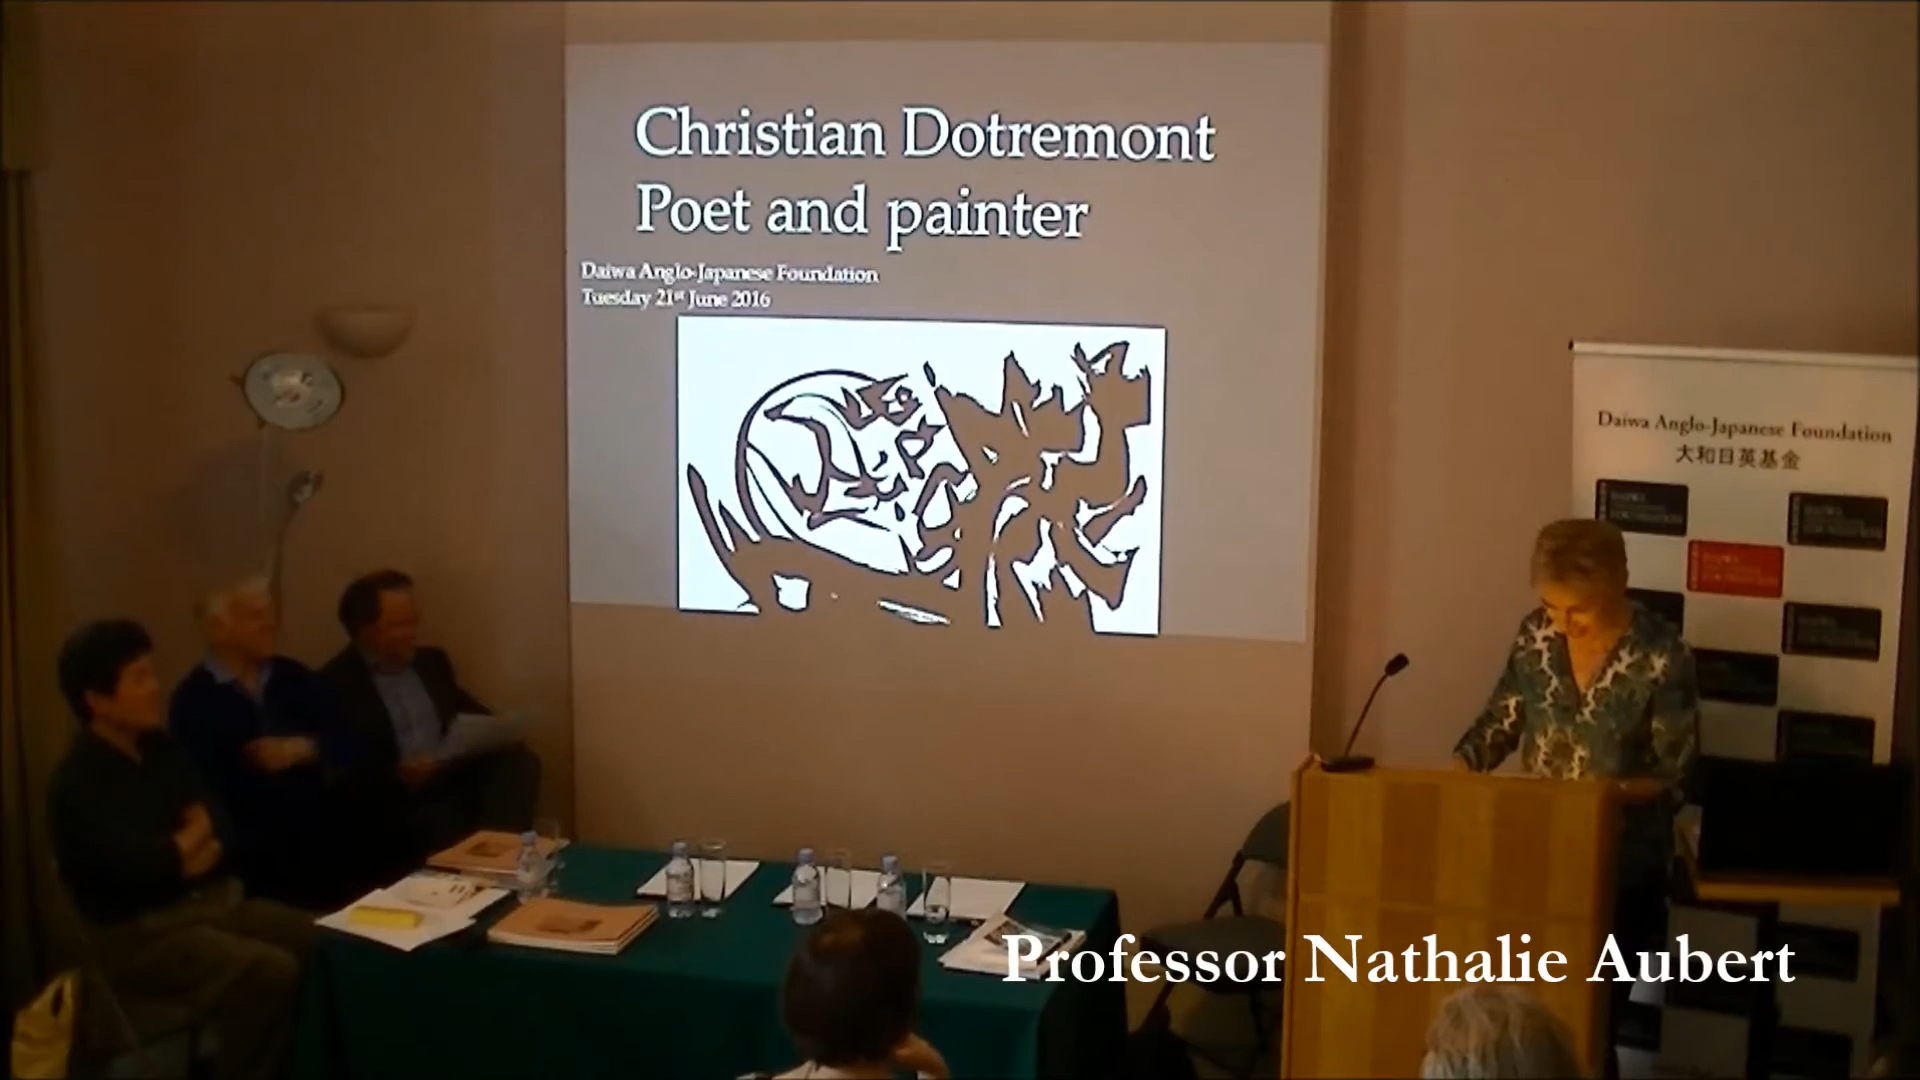 Christian Dotremont
Poet and painter
Daiwa Anglo-Japanese Foundation
Tuesday 21st June 2016
Daiwa Anglo-Japanese Foundation
大和日英基金
Professor Nathalie Aubert